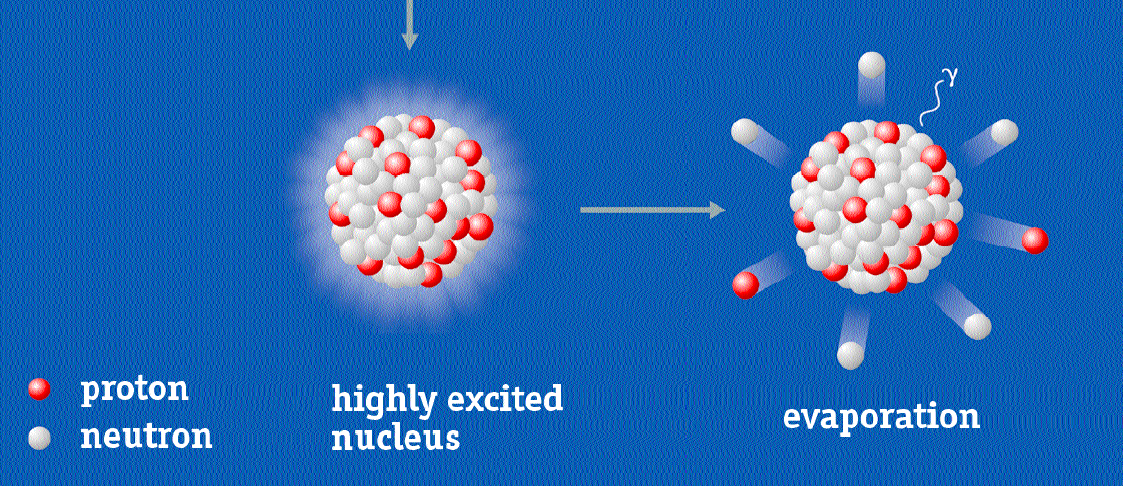 γ
proton
neutron
highly excited
nucleus
evaporation